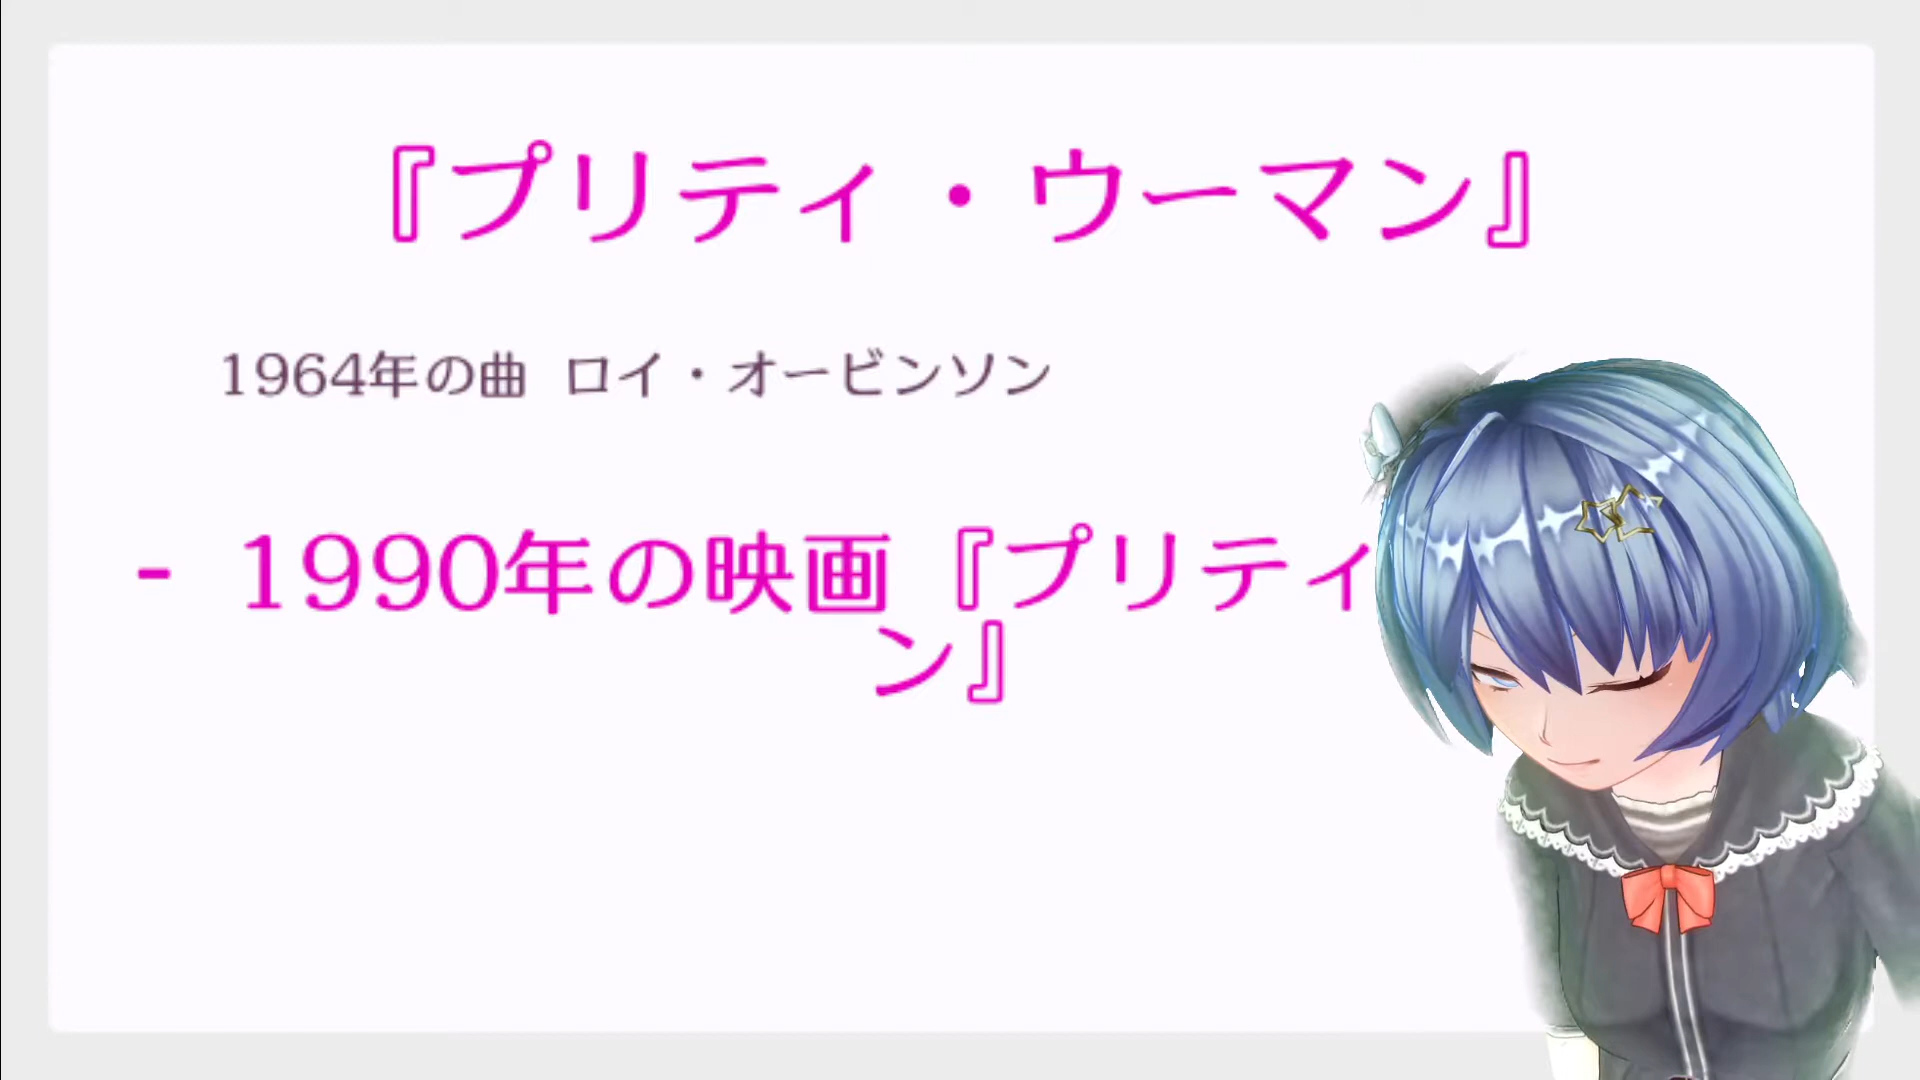 『プリティ・ウーマン』
1964年の曲 ロイ・オービンソン
- 1990年の映画『プリティ
ン』